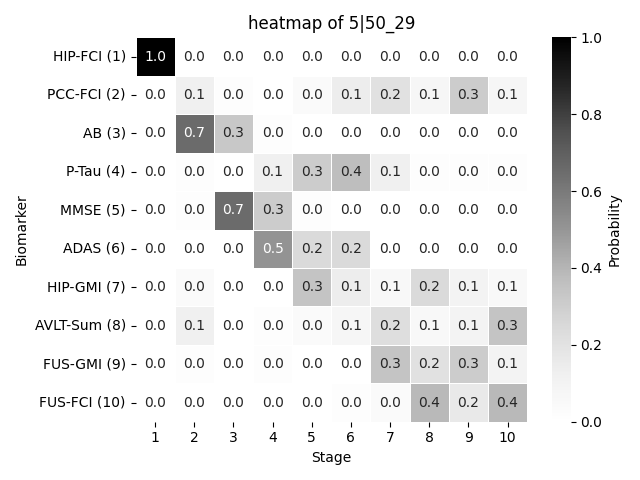 heatmap of 5|50_29
HIP-FCI (1) 1.0 0.0 0.0 0.0 0.0 0.0 0.0 0.0 0.0 0.0
PCC-FCI (2) 0.0 0.1 0.0 0.0 0.0 0.1 0.2 0.1 0.3 0.1
AB (3) 0.0 0.7 0.3 0.0 0.0 0.0 0.0 0.0 0.0 0.0
P-Tau (4) 0.0 0.0 0.0 0.1 0.3 0.4 0.1 0.0 0.0 0.0
MMSE (5) 0.0 0.0 0.7 0.3 0.0 0.0 0.0 0.0 0.0 0.0
ADAS (6) 0.0 0.0 0.0 0.5 0.2 0.2 0.0 0.0 0.0 0.0
HIP-GMI (7) 0.0 0.0 0.0 0.0 0.3 0.1 0.1 0.2 0.1 0.1
AVLT-Sum (8) 0.0 0.1 0.0 0.0 0.0 0.1 0.2 0.1 0.1 0.3
FUS-GMI (9) 0.0 0.0 0.0 0.0 0.0 0.0 0.3 0.2 0.3 0.1
FUS-FCI (10) 0.0 0.0 0.0 0.0 0.0 0.0 0.0 0.4 0.2 0.4
1 2 3 4 5 6 7 8 9 10
Stage
Biomarker
1.0
0.8
0.6
0.4
0.2
0.0
Probability